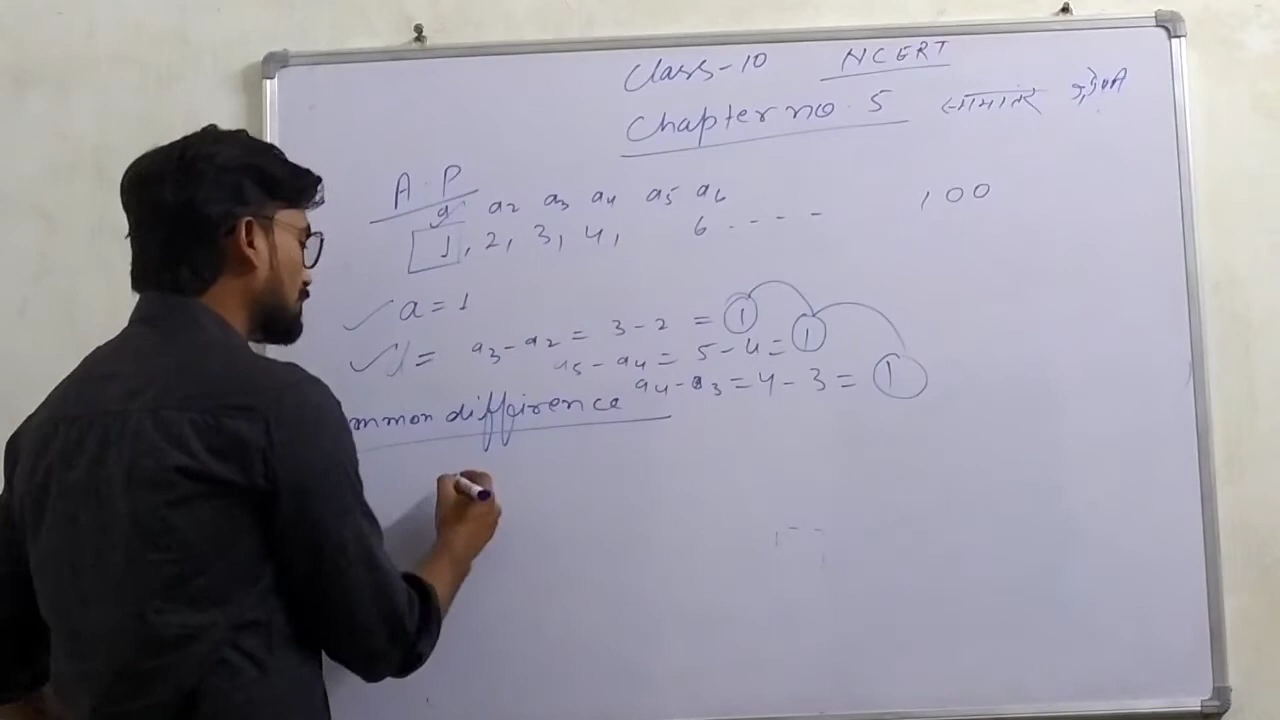 Class-10 NCERT
Chapter no. 5 समान्तर श्रेणी
A.P
a a2 a3 a4 a5 a6
1, 2, 3, 4, 6 . - - - 100
a = 1
d = a3 - a2 = 3 - 2 = 1
a5 - a4 = 5 - 4 = 1
a4 - a3 = 4 - 3 = 1
mmon difference